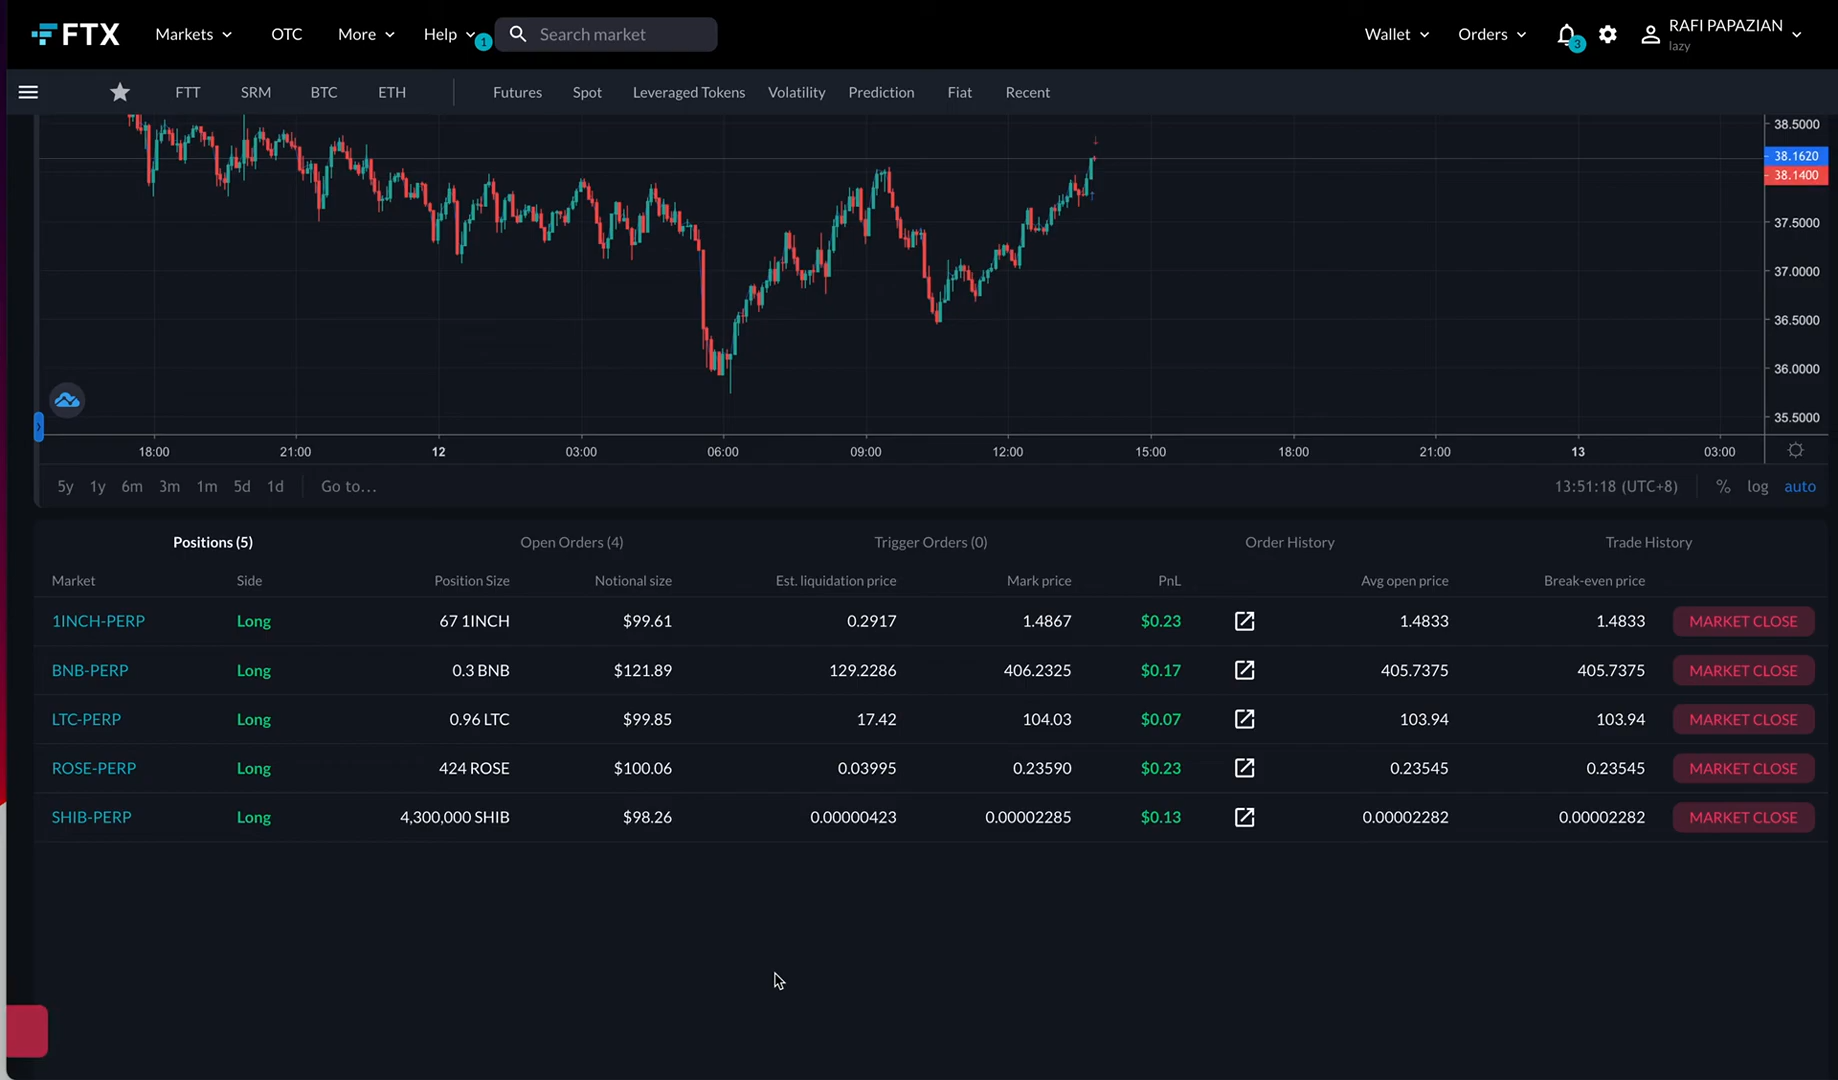 FTX Markets OTC More Help 1 Search market Wallet Orders 3 RAFI PAPAZIAN
lazy
FTT SRM BTC ETH Futures Spot Leveraged Tokens Volatility Prediction Fiat Recent
38.5000
38.1620
38.1400
37.5000
37.0000
36.5000
36.0000
35.5000
18:00 21:00 12 03:00 06:00 09:00 12:00 15:00 18:00 21:00 13 03:00
5y 1y 6m 3m 1m 5d 1d Go to... 13:51:18 (UTC+8) % log auto
Positions (5) Open Orders (4) Trigger Orders (0) Order History Trade History
Market Side Position Size Notional size Est. liquidation price Mark price PnL Avg open price Break-even price
1INCH-PERP Long 67 1INCH $99.61 0.2917 1.4867 $0.23 1.4833 1.4833 MARKET CLOSE
BNB-PERP Long 0.3 BNB $121.89 129.2286 406.2325 $0.17 405.7375 405.7375 MARKET CLOSE
LTC-PERP Long 0.96 LTC $99.85 17.42 104.03 $0.07 103.94 103.94 MARKET CLOSE
ROSE-PERP Long 424 ROSE $100.06 0.03995 0.23590 $0.23 0.23545 0.23545 MARKET CLOSE
SHIB-PERP Long 4,300,000 SHIB $98.26 0.00000423 0.00002285 $0.13 0.00002282 0.00002282 MARKET CLOSE